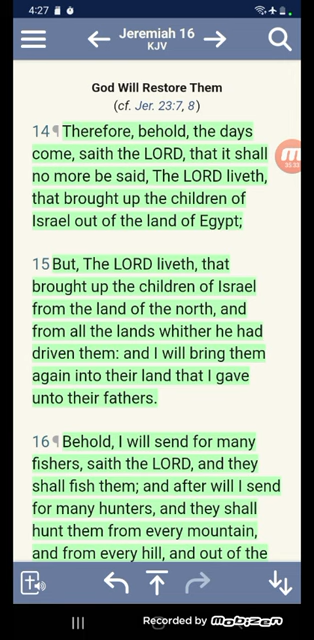 4:27
Jeremiah 16
KJV
God Will Restore Them
(cf. Jer. 23:7, 8)
14¶ Therefore, behold, the days
come, saith the LORD, that it shall
no more be said, The LORD liveth,
that brought up the children of
Israel out of the land of Egypt;
15 But, The LORD liveth, that
brought up the children of Israel
from the land of the north, and
from all the lands whither he had
driven them: and I will bring them
again into their land that I gave
unto their fathers.
16¶ Behold, I will send for many
fishers, saith the LORD, and they
shall fish them; and after will I send
for many hunters, and they shall
hunt them from every mountain,
and from every hill, and out of the
Recorded by Mobizen